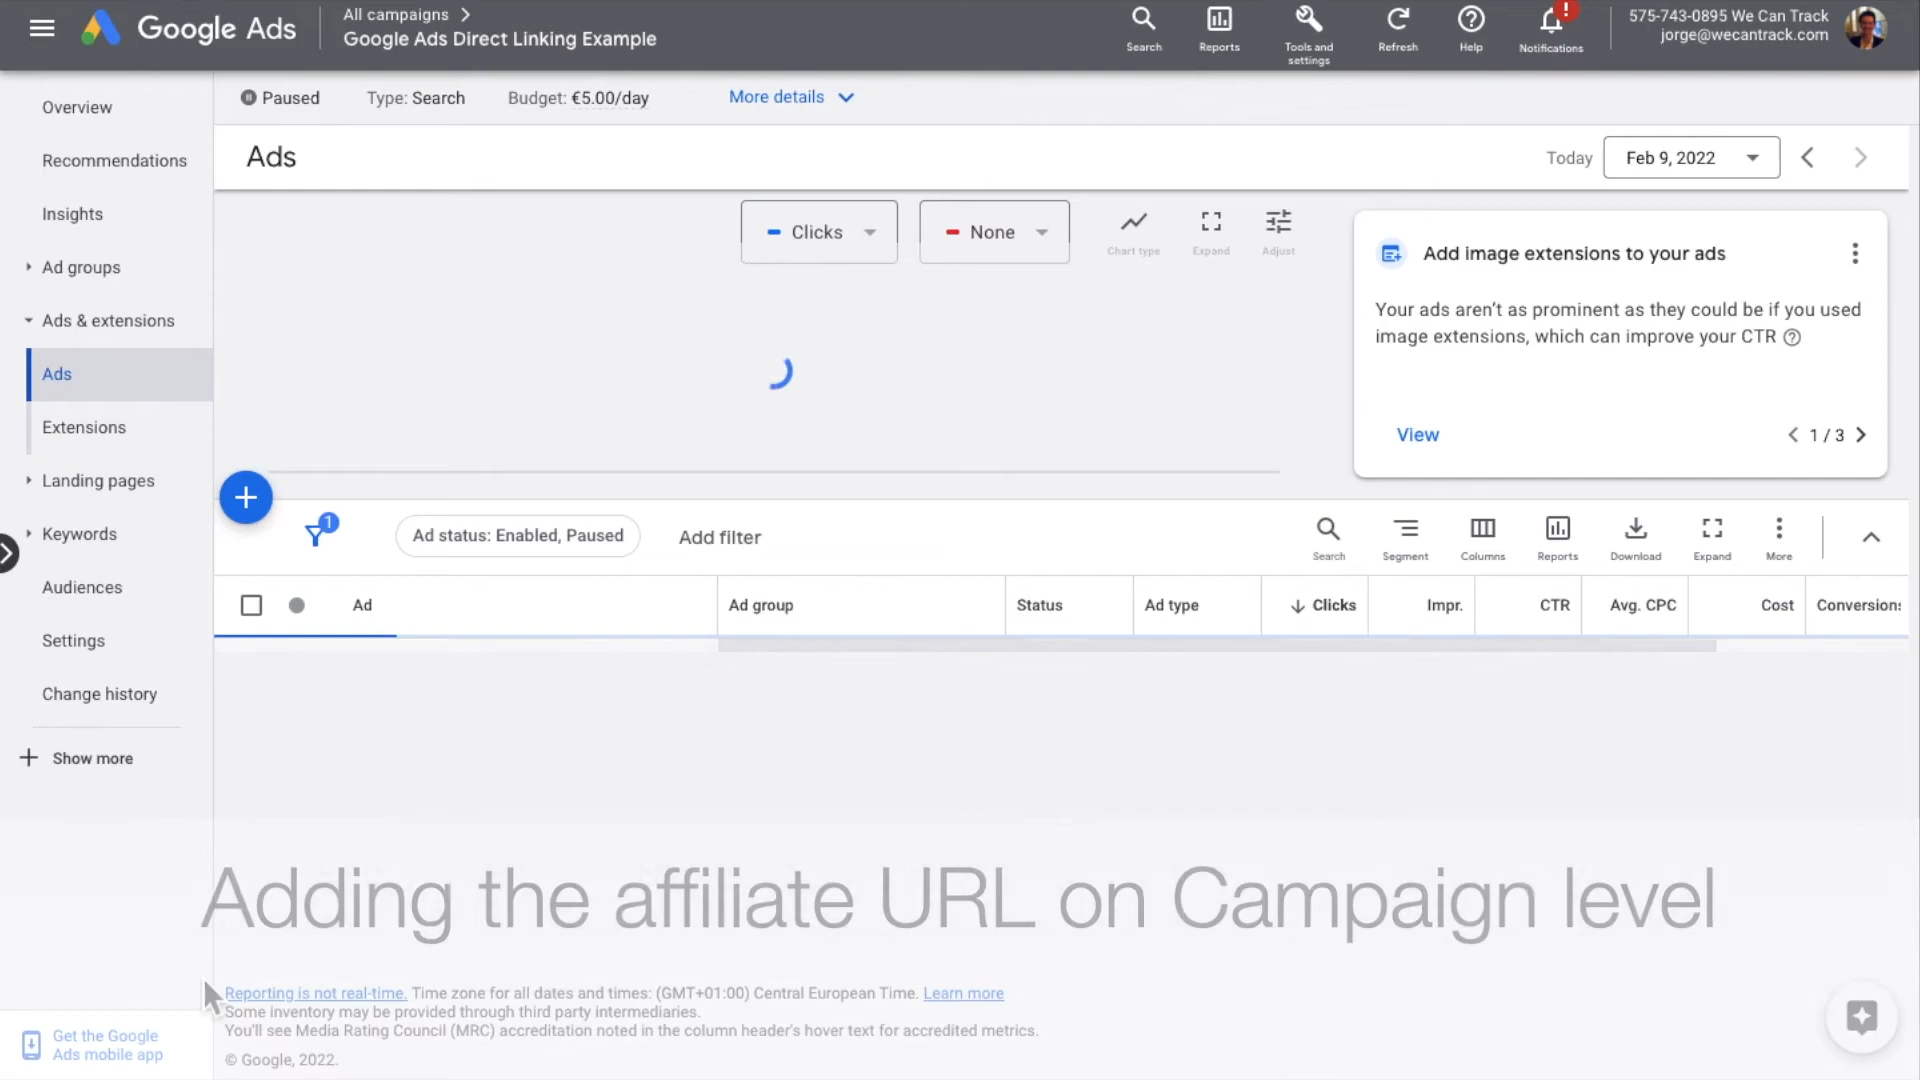 Google Ads
All campaigns
Google Ads Direct Linking Example
Search
Reports
Tools and
settings
Refresh
Help
!
Notifications
575-743-0895 We Can Track
jorge@wecantrack.com
Overview
Recommendations
Insights
Ad groups
Ads & extensions
Ads
Extensions
Landing pages
Keywords
Audiences
Settings
Change history
Show more
Get the Google
Ads mobile app
Paused
Type: Search
Budget: €5.00/day
More details
Ads
Today
Feb 9, 2022
Clicks
None
Chart type
Expand
Adjust
Add image extensions to your ads
Your ads aren't as prominent as they could be if you used
image extensions, which can improve your CTR
View
1 / 3
1
Ad status: Enabled, Paused
Add filter
Search
Segment
Columns
Reports
Download
Expand
More
Ad
Ad group
Status
Ad type
Clicks
Impr.
CTR
Avg. CPC
Cost
Conversions
Adding the affiliate URL on Campaign level
Reporting is not real-time. Time zone for all dates and times: (GMT+01:00) Central European Time. Learn more
Some inventory may be provided through third party intermediaries.
You'll see Media Rating Council (MRC) accreditation noted in the column header's hover text for accredited metrics.
© Google, 2022.